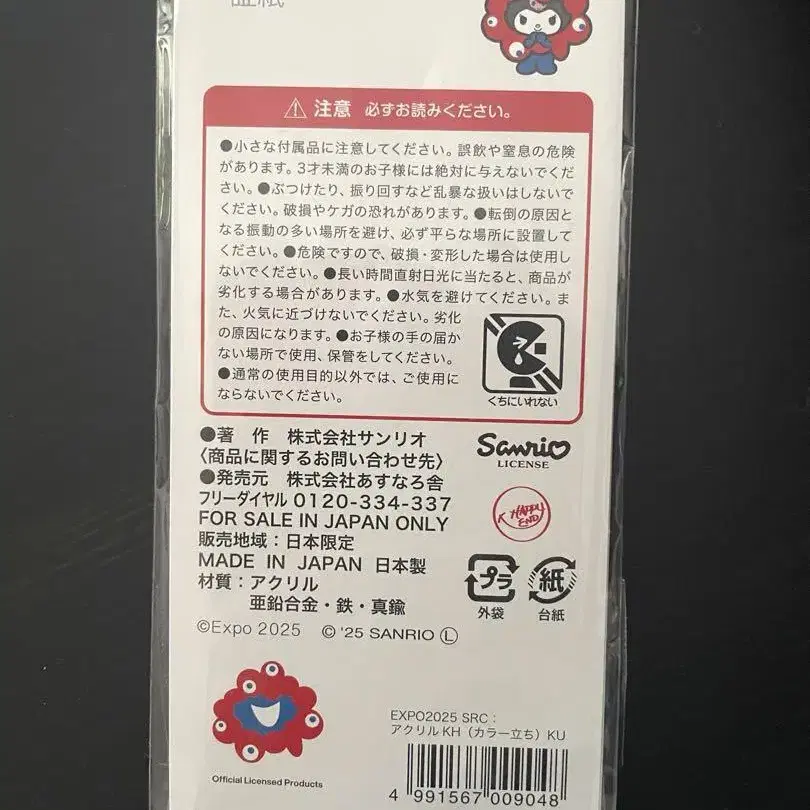 証紙
注意 必ずお読みください。
●小さな付属品に注意してください。誤飲や窒息の危険
があります。3才未満のお子様には絶対に与えないでくだ
さい。●ぶつけたり、振り回すなど乱暴な扱いはしないで
ください。破損やケガの恐れがあります。●転倒の原因と
なる振動の多い場所を避け、必ず平らな場所に設置して
ください。●危険ですので、破損・変形した場合は使用し
ないでください。●長い時間直射日光に当たると、商品が
劣化する場合があります。●水気を避けてください。ま
た、火気に近づけないでください。劣化
の原因になります。●お子様の手の届か
ない場所で使用、保管をしてください。
●通常の使用目的以外では、ご使用に
ならないでください。
くちにいれない
●著 作 株式会社サンリオ
〈商品に関するお問い合わせ先〉
●発売元 株式会社あすなろ舎
フリーダイヤル 0120-334-337
FOR SALE IN JAPAN ONLY
販売地域：日本限定
MADE IN JAPAN 日本製
材質：アクリル
亜鉛合金・鉄・真鍮
©Expo 2025 © '25 SANRIO Ⓛ
Sanrio
LICENSE
K HAPPY
END
プラ
外袋
紙
台紙
Official Licensed Products
EXPO2025 SRC：
アクリルKH（カラー立ち）KU
4 991567 009048